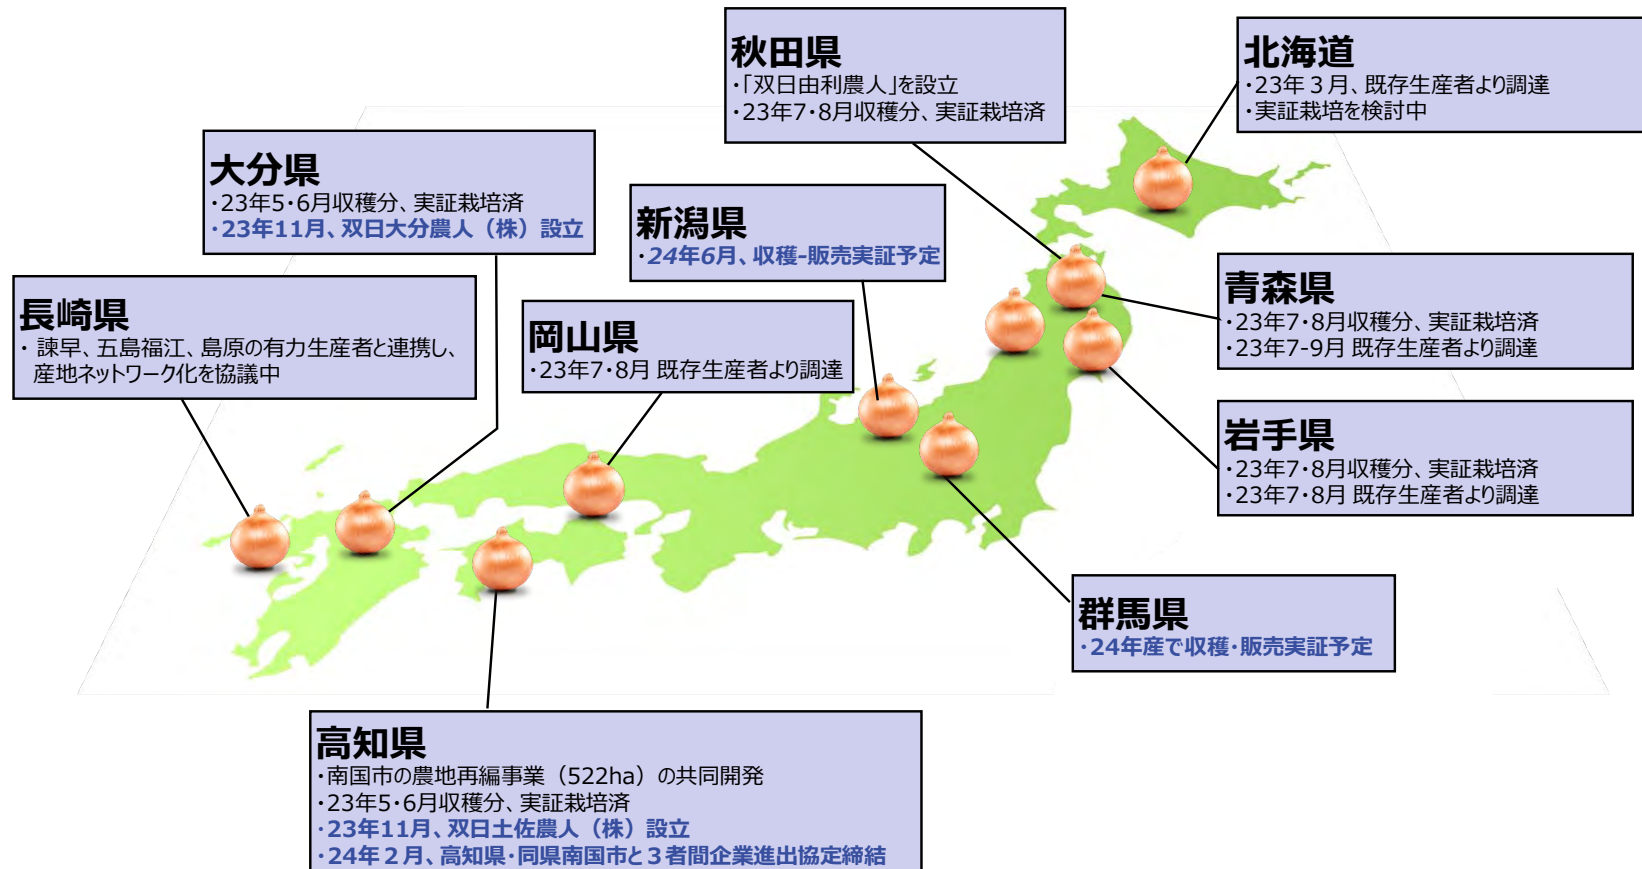 秋田県
・「双日由利農人」を設立
・23年7・8月収穫分、実証栽培済
北海道
・23年３月、既存生産者より調達
・実証栽培を検討中
大分県
・23年5・6月収穫分、実証栽培済
・23年11月、双日大分農人（株）設立
新潟県
・24年6月、収穫-販売実証予定
青森県
・23年7・8月収穫分、実証栽培済
・23年7-9月 既存生産者より調達
長崎県
・ 諫早、五島福江、島原の有力生産者と連携し、
産地ネットワーク化を協議中
岡山県
・23年7・8月 既存生産者より調達
岩手県
・23年7・8月収穫分、実証栽培済
・23年7・8月 既存生産者より調達
群馬県
・24年産で収穫・販売実証予定
高知県
・南国市の農地再編事業（522ha）の共同開発
・23年5・6月収穫分、実証栽培済
・23年11月、双日土佐農人（株）設立
・24年２月、高知県・同県南国市と３者間企業進出協定締結